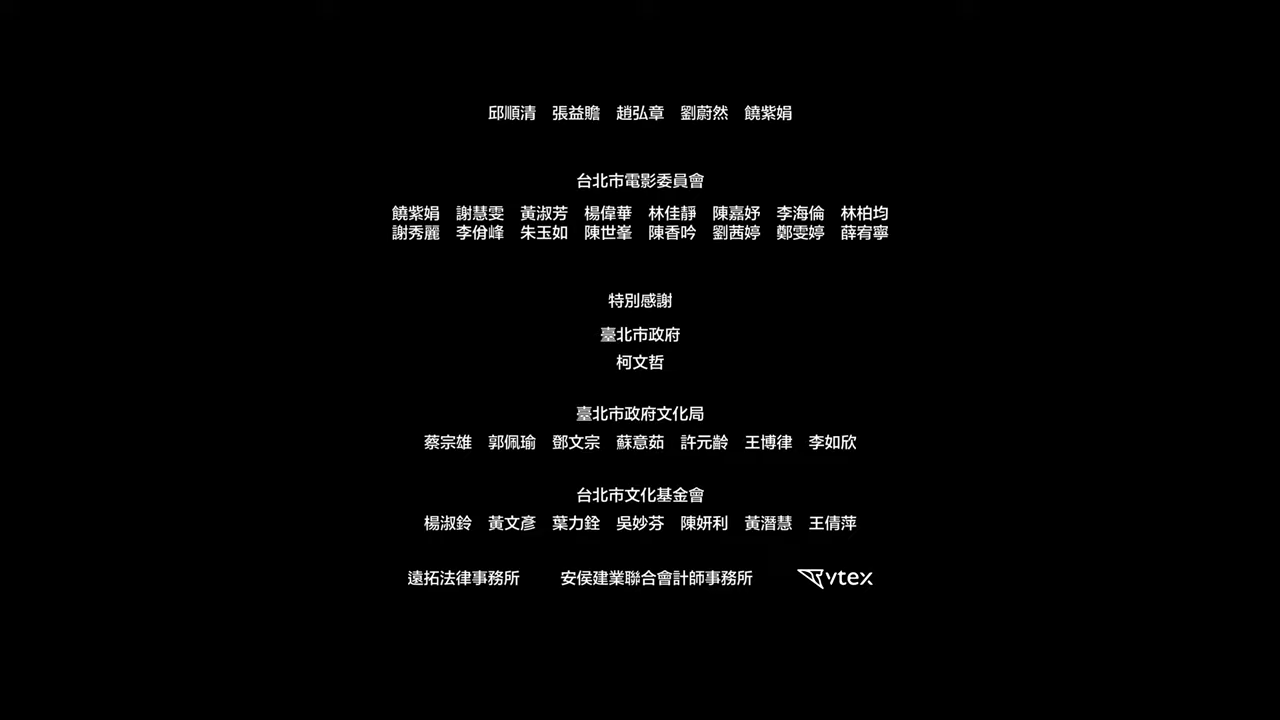 邱順清 張益贍 趙弘章 劉蔚然 饒紫娟
台北市電影委員會
饒紫娟 謝慧雯 黃淑芳 楊偉華 林佳靜 陳嘉妤 李海倫 林柏均
謝秀麗 李佾峰 朱玉如 陳世峯 陳香吟 劉茜婷 鄭雯婷 薛宥寧
特別感謝
臺北市政府
柯文哲
臺北市政府文化局
蔡宗雄 郭佩瑜 鄧文宗 蘇意茹 許元齡 王博律 李如欣
台北市文化基金會
楊淑鈴 黃文彥 葉力銓 吳妙芬 陳妍利 黃潛慧 王倩萍
遠拓法律事務所 安侯建業聯合會計師事務所 vtex